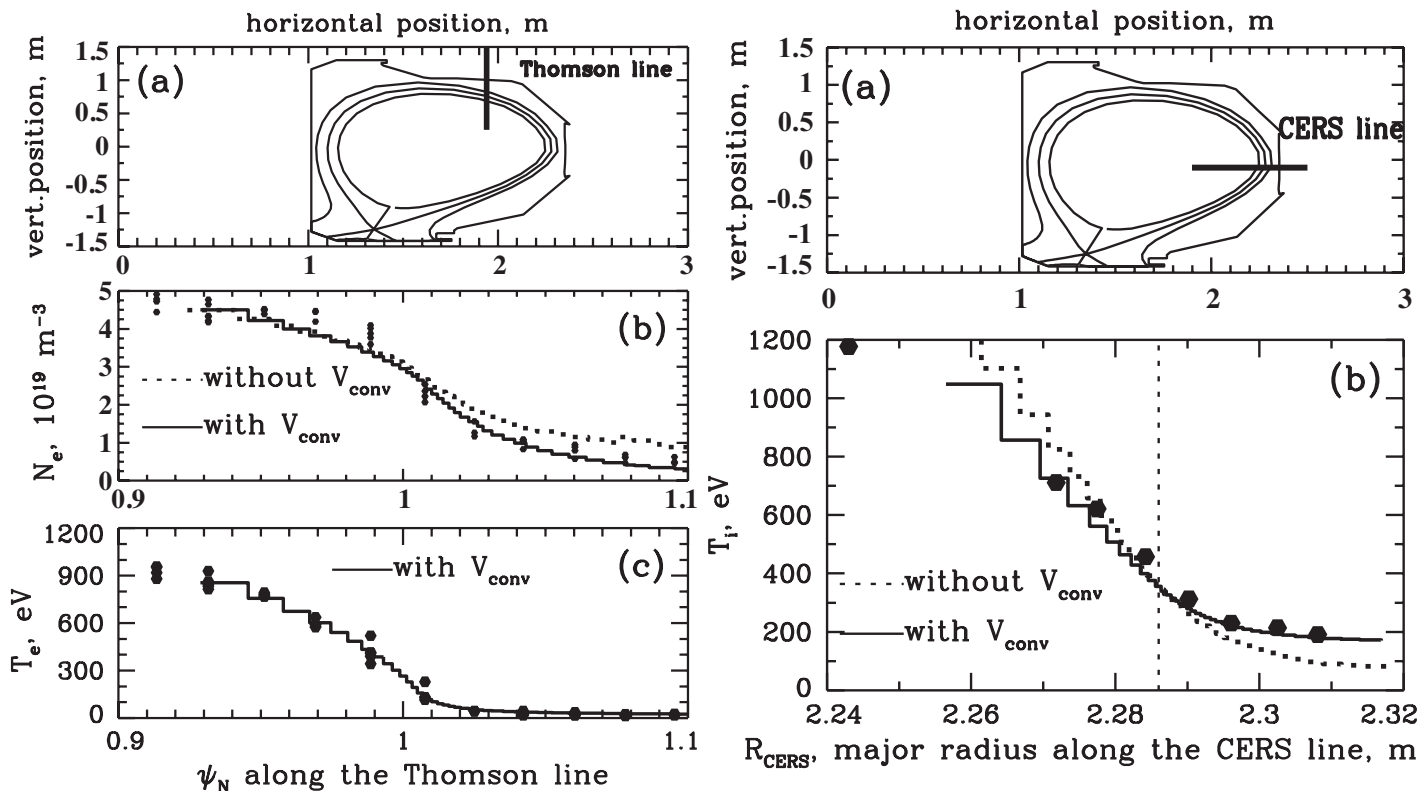 horizontal position, m
vert.position, m
1.5
1
0.5
0
-0.5
-1
-1.5
(a)
Thomson line
0 1 2 3
N_e, 10^19 m^-3
5
4
3
2
1
0
(b)
without V_conv
with V_conv
0.9 1 1.1
T_e, eV
1200
900
600
300
0
with V_conv
(c)
0.9 1 1.1
ψ_N along the Thomson line
horizontal position, m
vert.position, m
1.5
1
0.5
0
-0.5
-1
-1.5
(a)
CERS line
0 1 2 3
T_i, eV
1200
1000
800
600
400
200
0
(b)
without V_conv
with V_conv
2.24 2.26 2.28 2.3 2.32
R_CERS, major radius along the CERS line, m